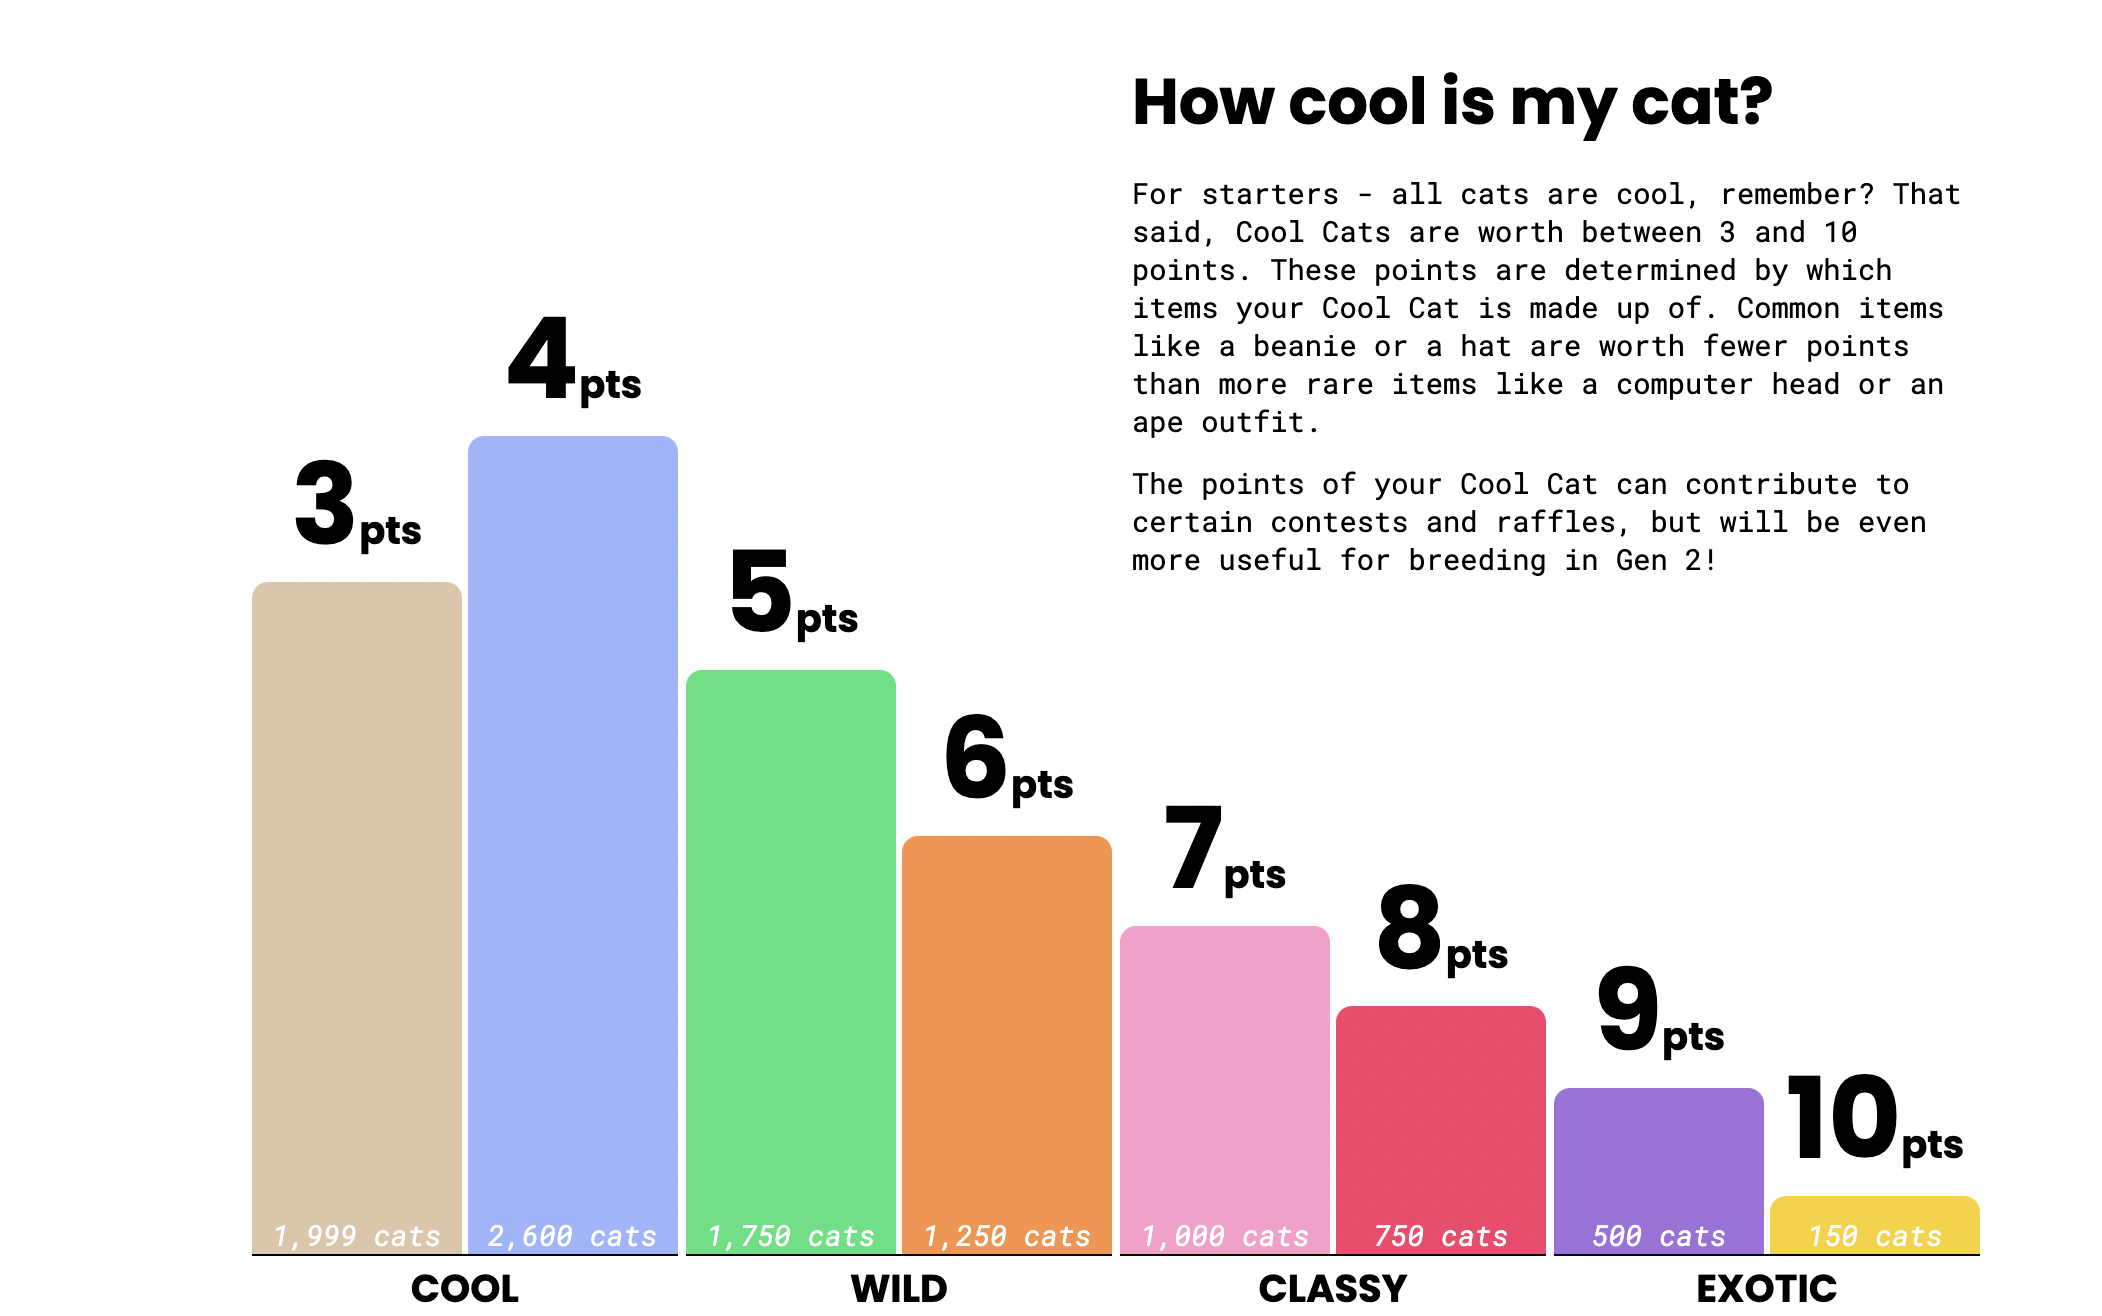 How cool is my cat?
For starters - all cats are cool, remember? That
said, Cool Cats are worth between 3 and 10
points. These points are determined by which
items your Cool Cat is made up of. Common items
like a beanie or a hat are worth fewer points
than more rare items like a computer head or an
ape outfit.
The points of your Cool Cat can contribute to
certain contests and raffles, but will be even
more useful for breeding in Gen 2!
3pts
4pts
5pts
6pts
7pts
8pts
9pts
10pts
1,999 cats
2,600 cats
1,750 cats
1,250 cats
1,000 cats
750 cats
500 cats
150 cats
COOL
WILD
CLASSY
EXOTIC